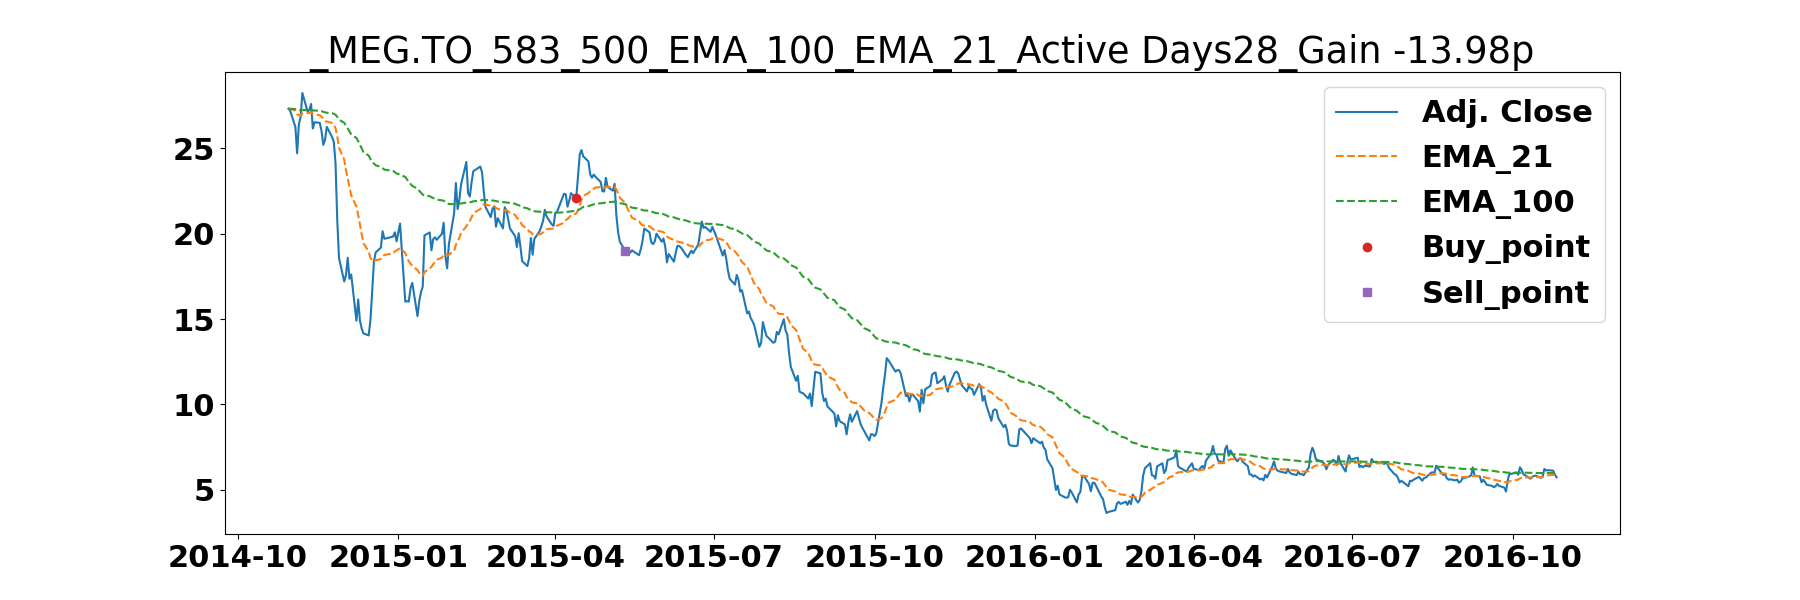 _MEG.TO_583_500_EMA_100_EMA_21_Active Days28_Gain -13.98p
25
20
15
10
5
Adj. Close
EMA_21
EMA_100
Buy_point
Sell_point
2014-10 2015-01 2015-04 2015-07 2015-10 2016-01 2016-04 2016-07 2016-10